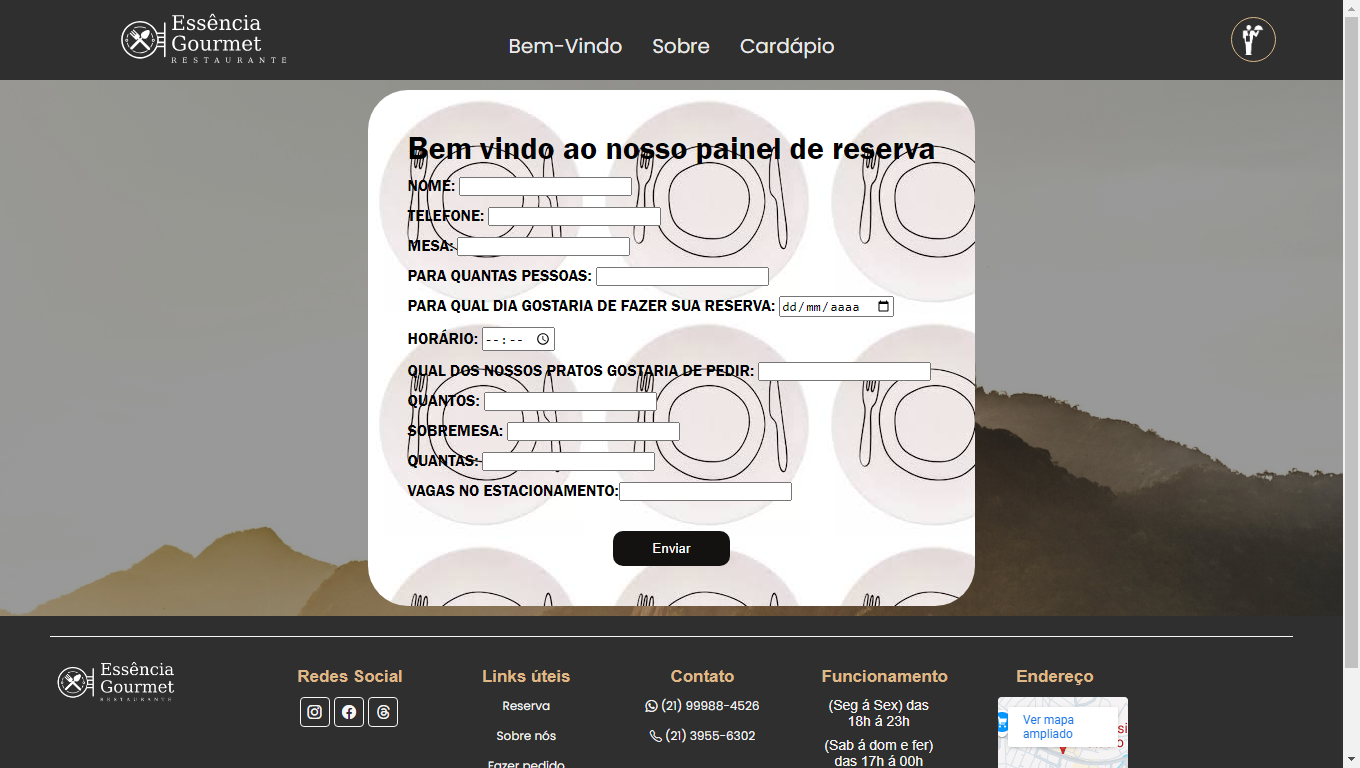 Essência
Gourmet
RESTAURANTE
Bem-Vindo Sobre Cardápio
Bem vindo ao nosso painel de reserva
NOME:
TELEFONE:
MESA:
PARA QUANTAS PESSOAS:
PARA QUAL DIA GOSTARIA DE FAZER SUA RESERVA: dd/mm/aaaa
HORÁRIO: --:--
QUAL DOS NOSSOS PRATOS GOSTARIA DE PEDIR:
QUANTOS:
SOBREMESA:
QUANTAS:
VAGAS NO ESTACIONAMENTO:
Enviar
Essência
Gourmet
RESTAURANTE
Redes Social
Links úteis
Reserva
Sobre nós
Fazer pedido
Contato
(21) 99988-4526
(21) 3955-6302
Funcionamento
(Seg á Sex) das
18h á 23h
(Sab á dom e fer)
das 17h á 00h
Endereço
Ver mapa
ampliado